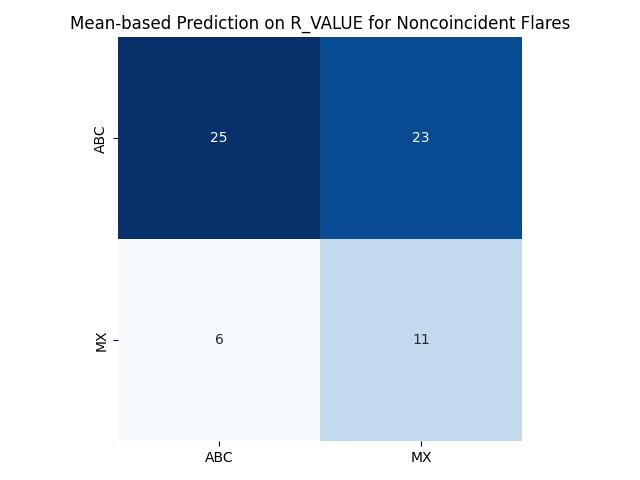 Mean-based Prediction on R_VALUE for Noncoincident Flares
ABC
25
23
MX
6
11
ABC
MX